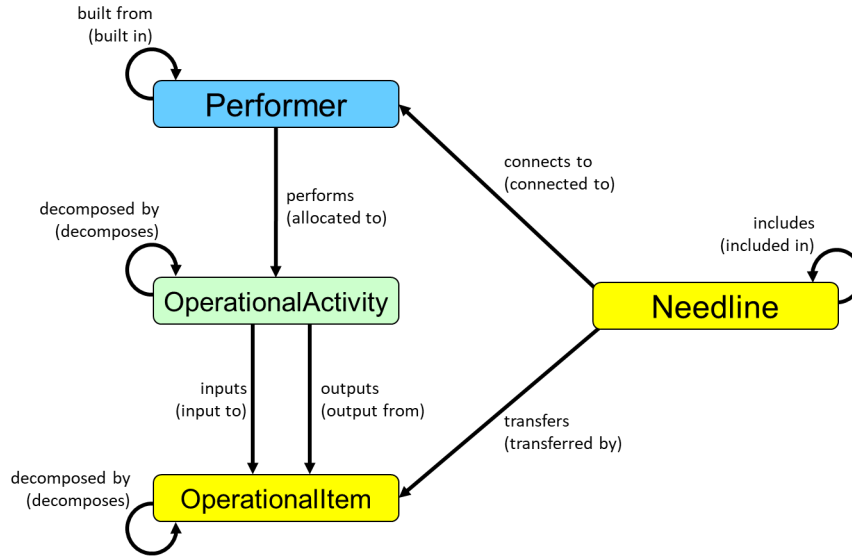 built from
(built in)
Performer
connects to
(connected to)
performs
(allocated to)
decomposed by
(decomposes)
includes
(included in)
OperationalActivity
Needline
inputs
(input to)
outputs
(output from)
transfers
(transferred by)
decomposed by
(decomposes)
OperationalItem